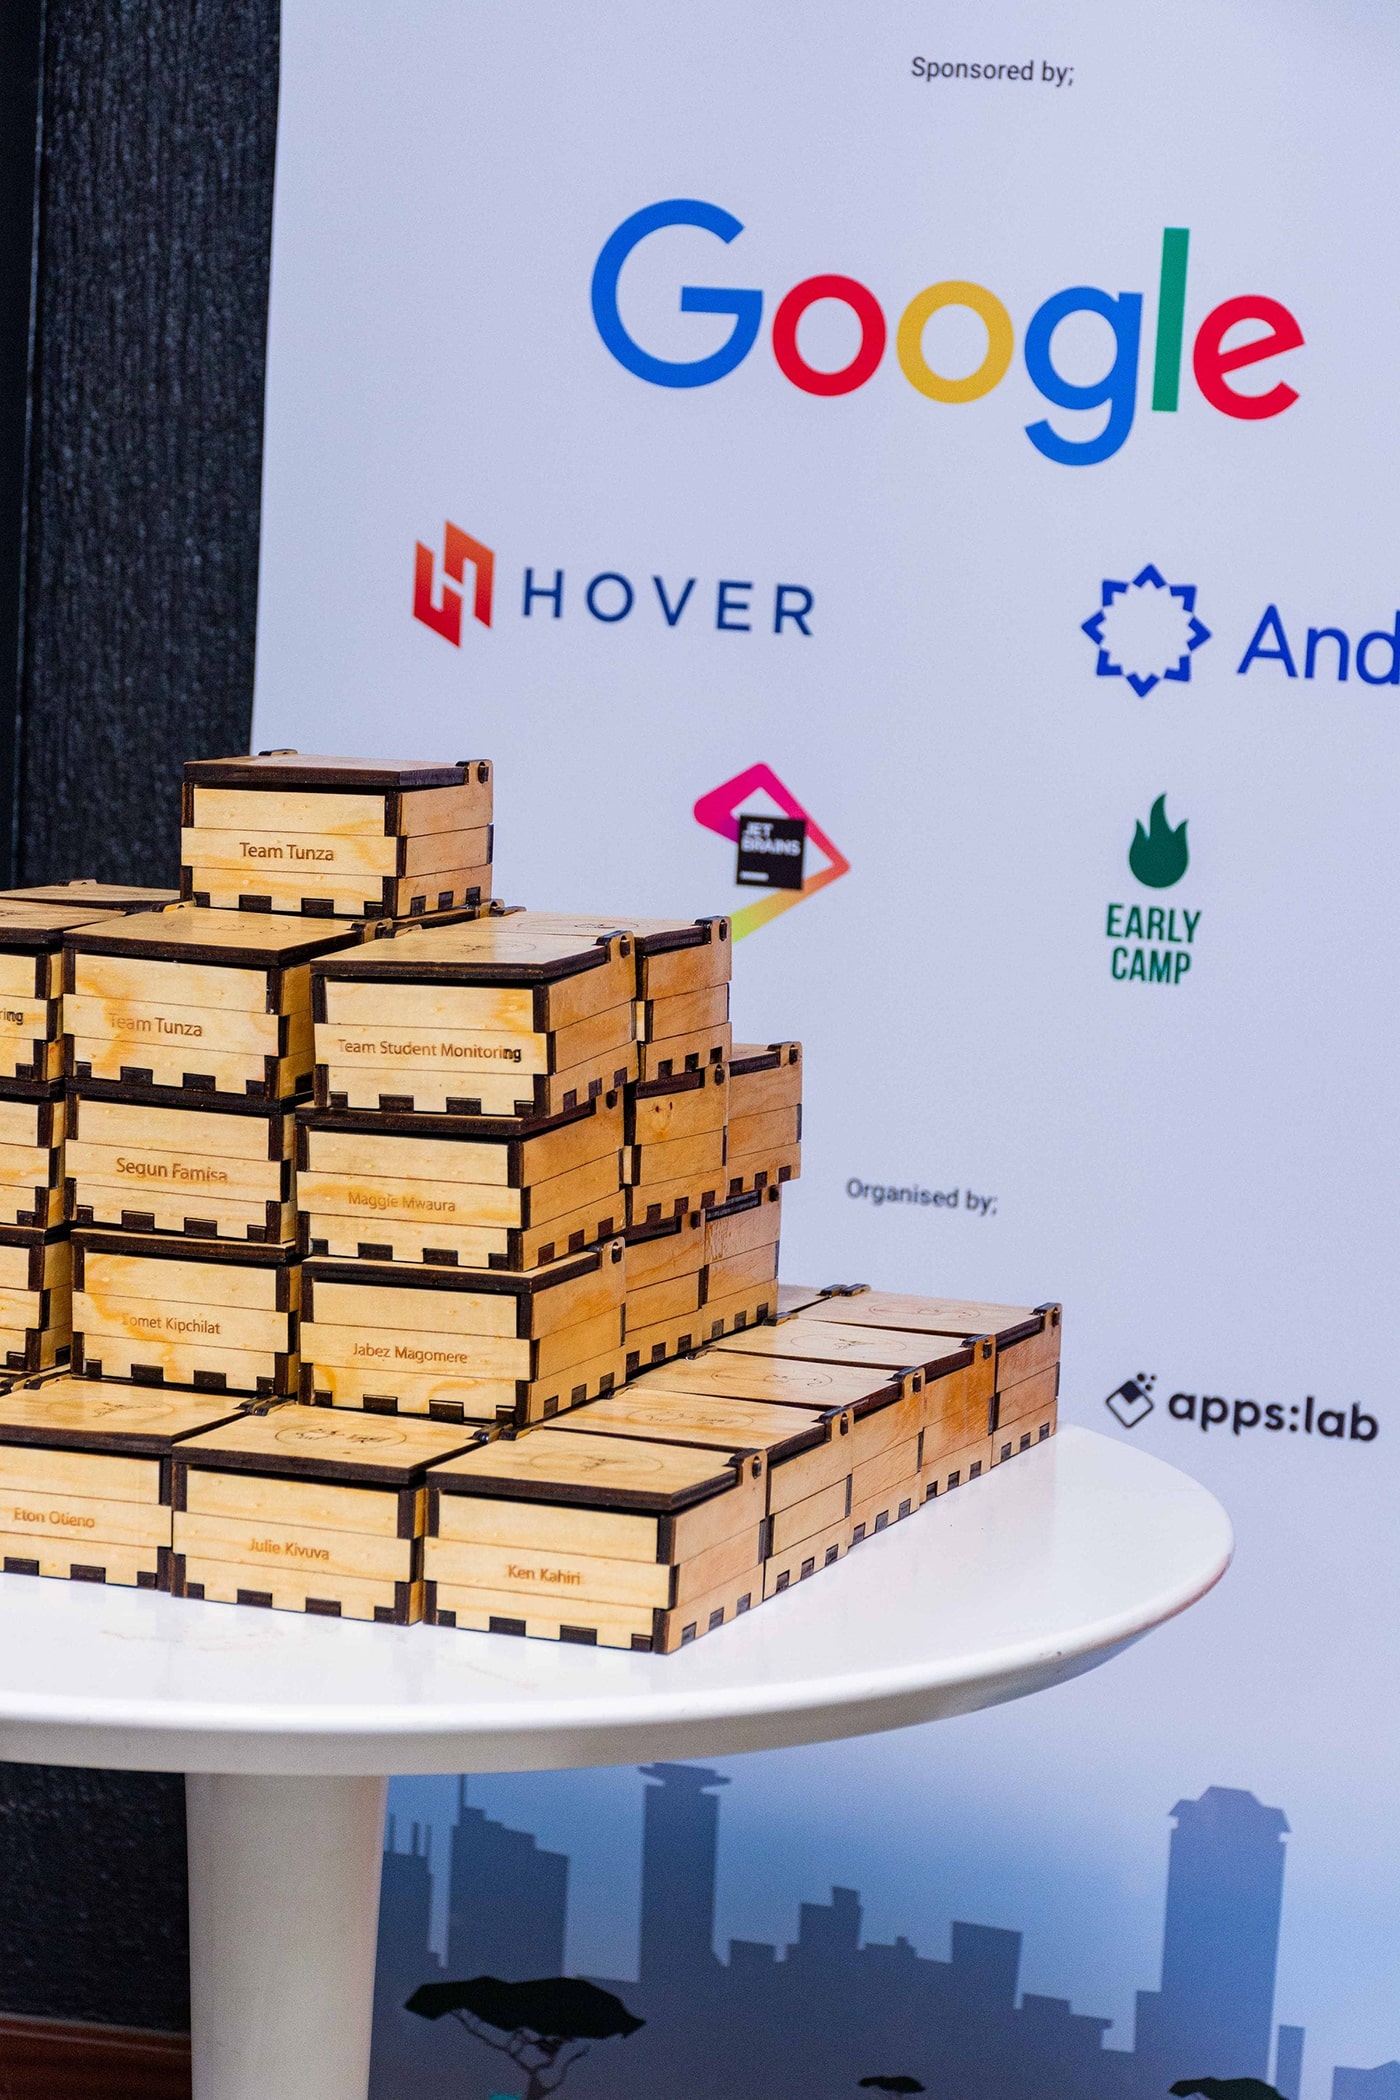 Sponsored by;
Google
HOVER
And
JET
BRAINS
EARLY
CAMP
Organised by;
apps:lab
Team Tunza
ring
Team Tunza
Team Student Monitoring
Segun Famisa
Maggie Mwaura
Kipchilat
Jabez Magomere
Eton Otieno
Julie Kivuva
Ken Kahiri